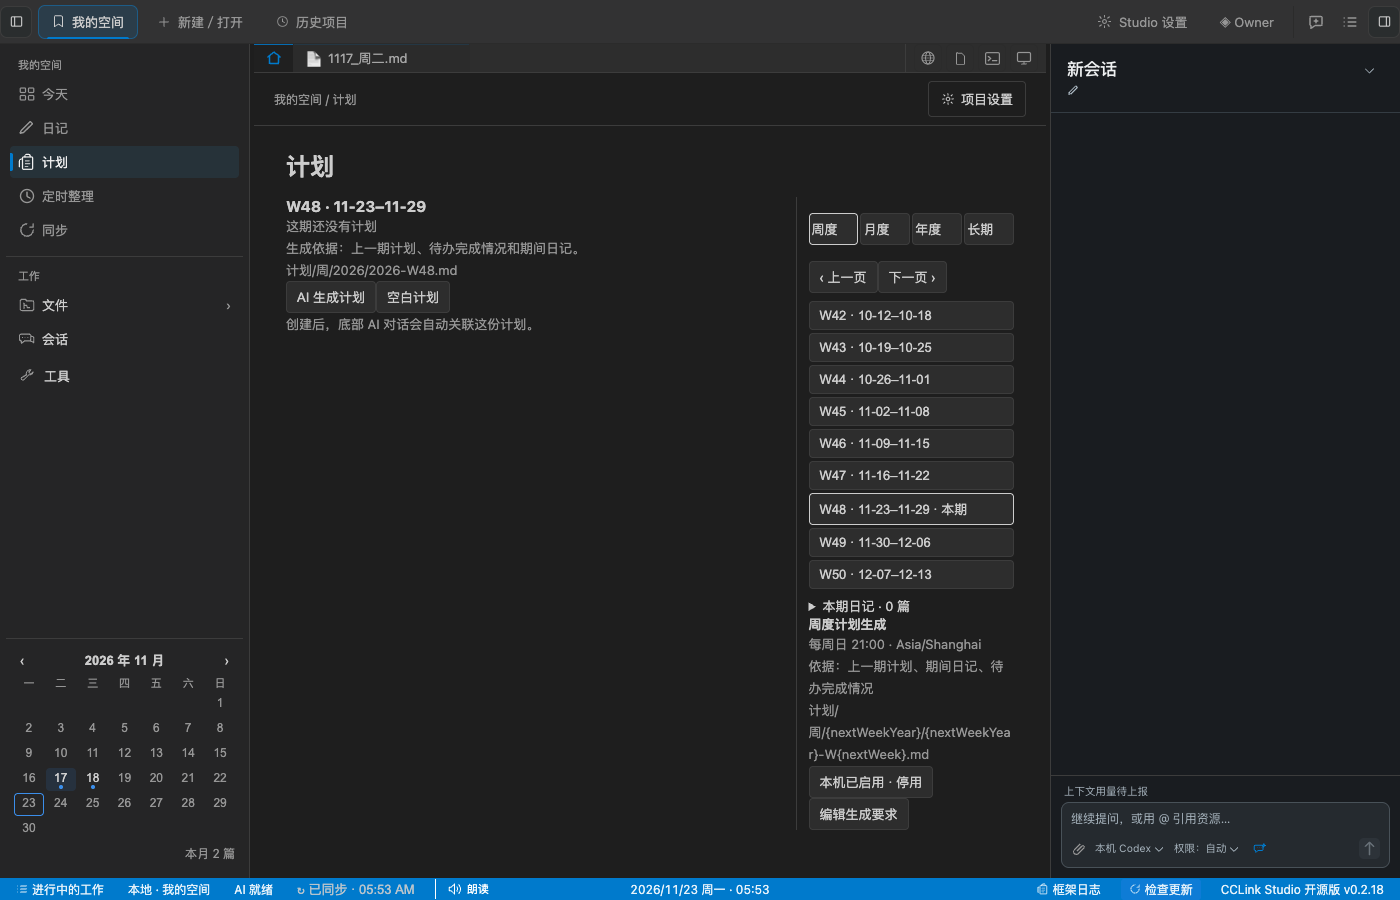 我的空间
新建 / 打开
历史项目
Studio 设置
Owner
我的空间
今天
日记
计划
定时整理
同步
工作
文件
会话
工具
‹ 2026 年 11 月 ›
一 二 三 四 五 六 日
1
2 3 4 5 6 7 8
9 10 11 12 13 14 15
16 17 18 19 20 21 22
23 24 25 26 27 28 29
30
本月 2 篇
1117_周二.md
我的空间 / 计划
项目设置
计划
W48 · 11-23–11-29
这期还没有计划
生成依据：上一期计划、待办完成情况和期间日记。
计划/周/2026/2026-W48.md
AI 生成计划 空白计划
创建后，底部 AI 对话会自动关联这份计划。
周度 月度 年度 长期
‹ 上一页 下一页 ›
W42 · 10-12–10-18
W43 · 10-19–10-25
W44 · 10-26–11-01
W45 · 11-02–11-08
W46 · 11-09–11-15
W47 · 11-16–11-22
W48 · 11-23–11-29 · 本期
W49 · 11-30–12-06
W50 · 12-07–12-13
本期日记 · 0 篇
周度计划生成
每周日 21:00 · Asia/Shanghai
依据：上一期计划、期间日记、待
办完成情况
计划/
周/{nextWeekYear}/{nextWeekYea
r}-W{nextWeek}.md
本机已启用 · 停用
编辑生成要求
新会话
上下文用量待上报
继续提问，或用 @ 引用资源...
本机 Codex 权限：自动
进行中的工作 本地 · 我的空间 AI 就绪 已同步 · 05:53 AM 朗读 2026/11/23 周一 · 05:53 框架日志 检查更新 CCLink Studio 开源版 v0.2.18